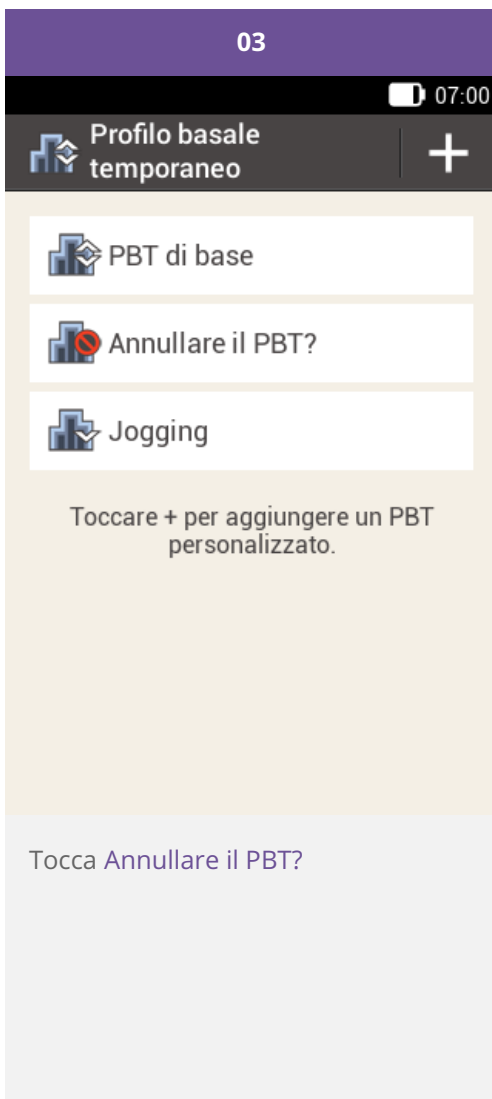 03
07:00
Profilo basale
temporaneo
+
PBT di base
Annullare il PBT?
Jogging
Toccare + per aggiungere un PBT
personalizzato.
Tocca Annullare il PBT?